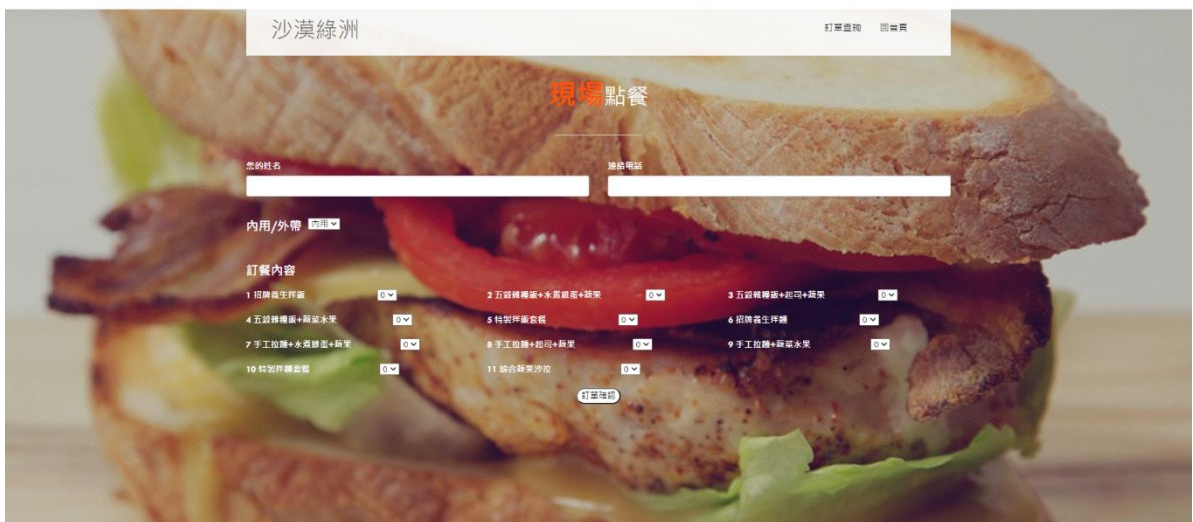 沙漠綠洲
訂單查詢 回首頁
現場點餐
您的姓名 連絡電話
內用/外帶 內用
訂餐內容
1 招牌養生拌飯 0 2 五穀雜糧飯+水煮雞蛋+蔬果 0 3 五穀雜糧飯+起司+蔬果 0
4 五穀雜糧飯+蔬菜水果 0 5 特製拌飯套餐 0 6 招牌養生拌麵 0
7 手工拉麵+水煮雞蛋+蔬果 0 8 手工拉麵+起司+蔬果 0 9 手工拉麵+蔬菜水果 0
10 特製拌麵套餐 0 11 綜合蔬果沙拉 0
訂單確認